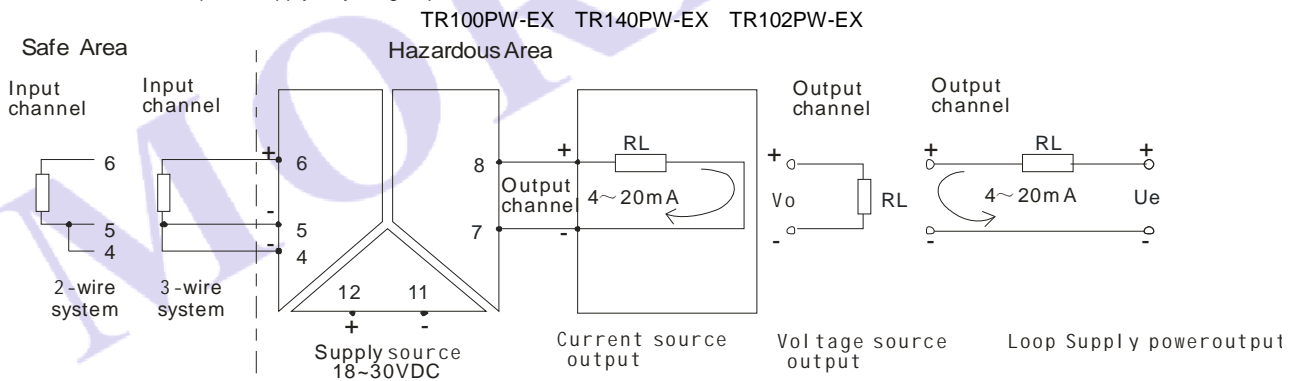 TR100PW-EX TR140PW-EX TR102PW-EX
Safe Area
Hazardous Area
Input
channel
Input
channel
6
5
4
2-wire
system
3-wire
system
+
-
-
6
5
4
8
7
12 11
+ -
Supply source
18~30VDC
Output
channel
+
-
RL
4~20mA
Current source
output
Output
channel
+
Vo
-
RL
Voltage source
output
Output
channel
+
-
RL
4~20mA
+
Ue
-
Loop Supply poweroutput
MOR